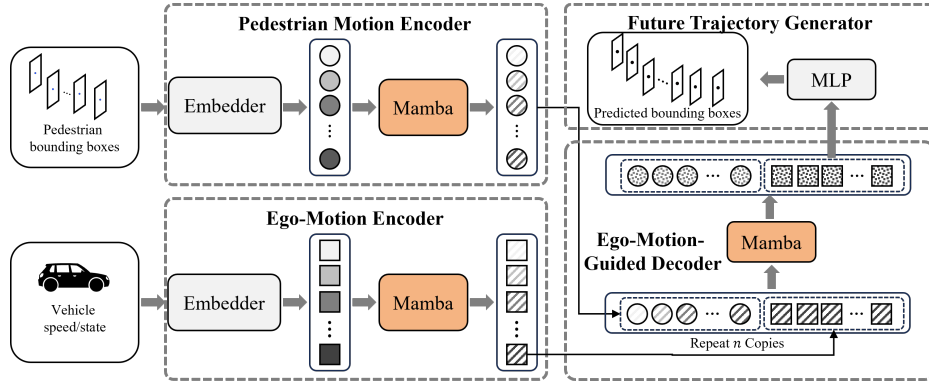 Pedestrian Motion Encoder
Pedestrian
bounding boxes
Embedder
Mamba
Future Trajectory Generator
Predicted bounding boxes
MLP
Ego-Motion Encoder
Vehicle
speed/state
Embedder
Mamba
Ego-Motion-
Guided Decoder
Mamba
Repeat n Copies